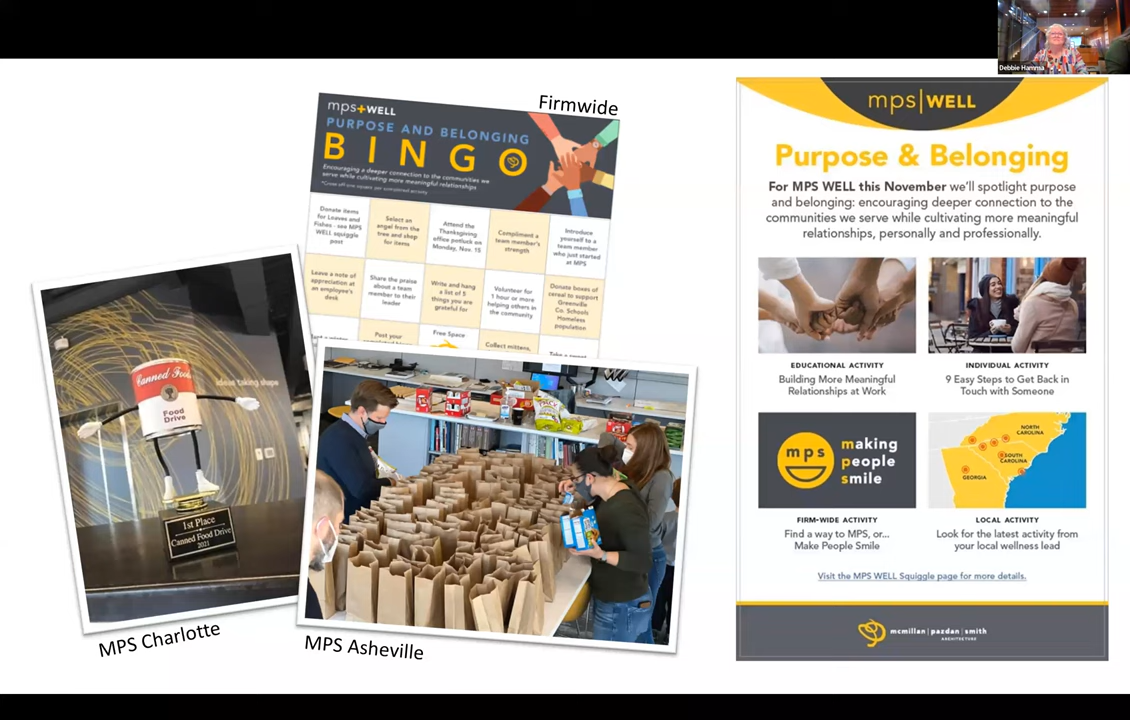 Debbie Hamrsa
Firmwide
mps+WELL
PURPOSE AND BELONGING
BINGO
Encouraging a deeper connection to the communities we
serve while cultivating more meaningful relationships
*Cross off one square per completed activity
Donate items
for Loaves and
Fishes - see MPS
WELL squiggle
post
Select an
angel from the
tree and shop
for items
Attend the
Thanksgiving
office potluck on
Monday, Nov. 15
Compliment a
team member's
strength
Introduce
yourself to a
team member
who just started
at MPS
Leave a note of
appreciation at
an employee's
desk
Share the praise
about a team
member to their
leader
Write and hang
a list of 5
things you are
grateful for
Volunteer for
1 hour or more
helping others in
the community
Donate boxes of
cereal to support
Greenville
Co. Schools
Homeless
population
Post your
Free Space
Collect mittens,
Canned Food
Food
Drive
ideas taking shape
1st Place
Canned Food Drive
2021
MPS Charlotte
MPS Asheville
mps|WELL
Purpose & Belonging
For MPS WELL this November we'll spotlight purpose
and belonging: encouraging deeper connection to the
communities we serve while cultivating more meaningful
relationships, personally and professionally.
EDUCATIONAL ACTIVITY
Building More Meaningful
Relationships at Work
INDIVIDUAL ACTIVITY
9 Easy Steps to Get Back in
Touch with Someone
mps
making
people
smile
NORTH
CAROLINA
SOUTH
CAROLINA
GEORGIA
FIRM-WIDE ACTIVITY
Find a way to MPS, or...
Make People Smile
LOCAL ACTIVITY
Look for the latest activity from
your local wellness lead
Visit the MPS WELL Squiggle page for more details.
mcmillan | pazdan | smith
ARCHITECTURE